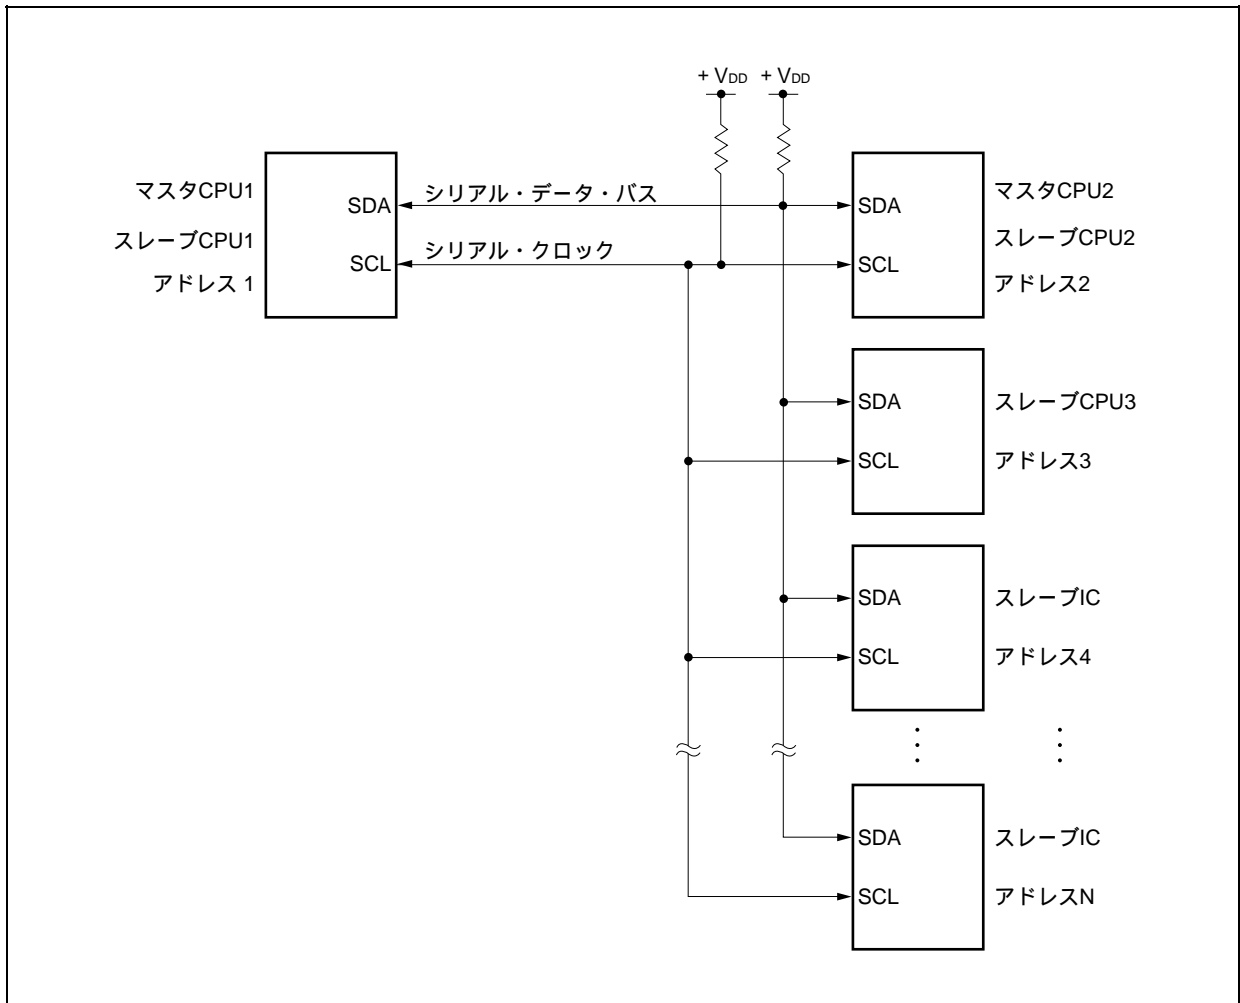 + VDD + VDD
マスタCPU1
スレーブCPU1
アドレス 1
SDA
SCL
シリアル・データ・バス
シリアル・クロック
SDA
SCL
マスタCPU2
スレーブCPU2
アドレス2
SDA
SCL
スレーブCPU3
アドレス3
SDA
SCL
スレーブIC
アドレス4
SDA
SCL
スレーブIC
アドレスN